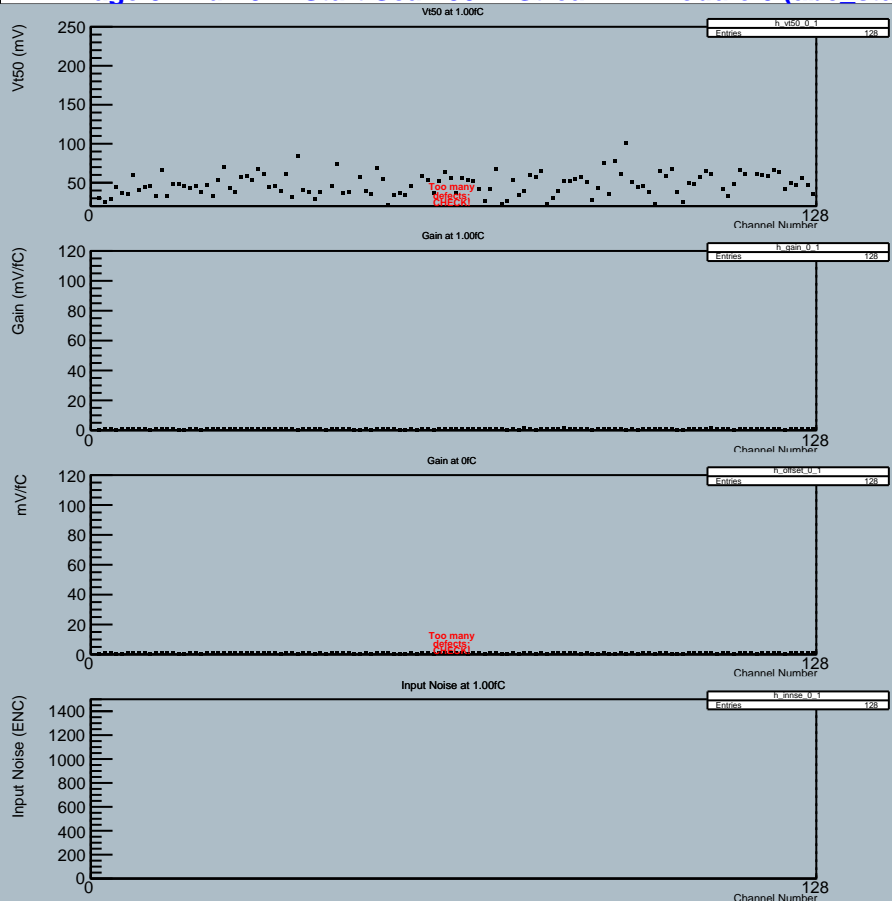 Vt50 at 1.00fC
h_vt50_0_1
Entries 128
Vt50 (mV)
250
200
150
100
50
Too many
defects:
CHECK!
0
128
Channel Number
Gain at 1.00fC
h_gain_0_1
Entries 128
Gain (mV/fC)
120
100
80
60
40
20
0
0
128
Channel Number
Gain at 0fC
h_offset_0_1
Entries 128
mV/fC
120
100
80
60
40
20
0
Too many
defects:
CHECK!
0
128
Channel Number
Input Noise at 1.00fC
h_innse_0_1
Entries 128
Input Noise (ENC)
1400
1200
1000
800
600
400
200
0
0
128
Channel Number